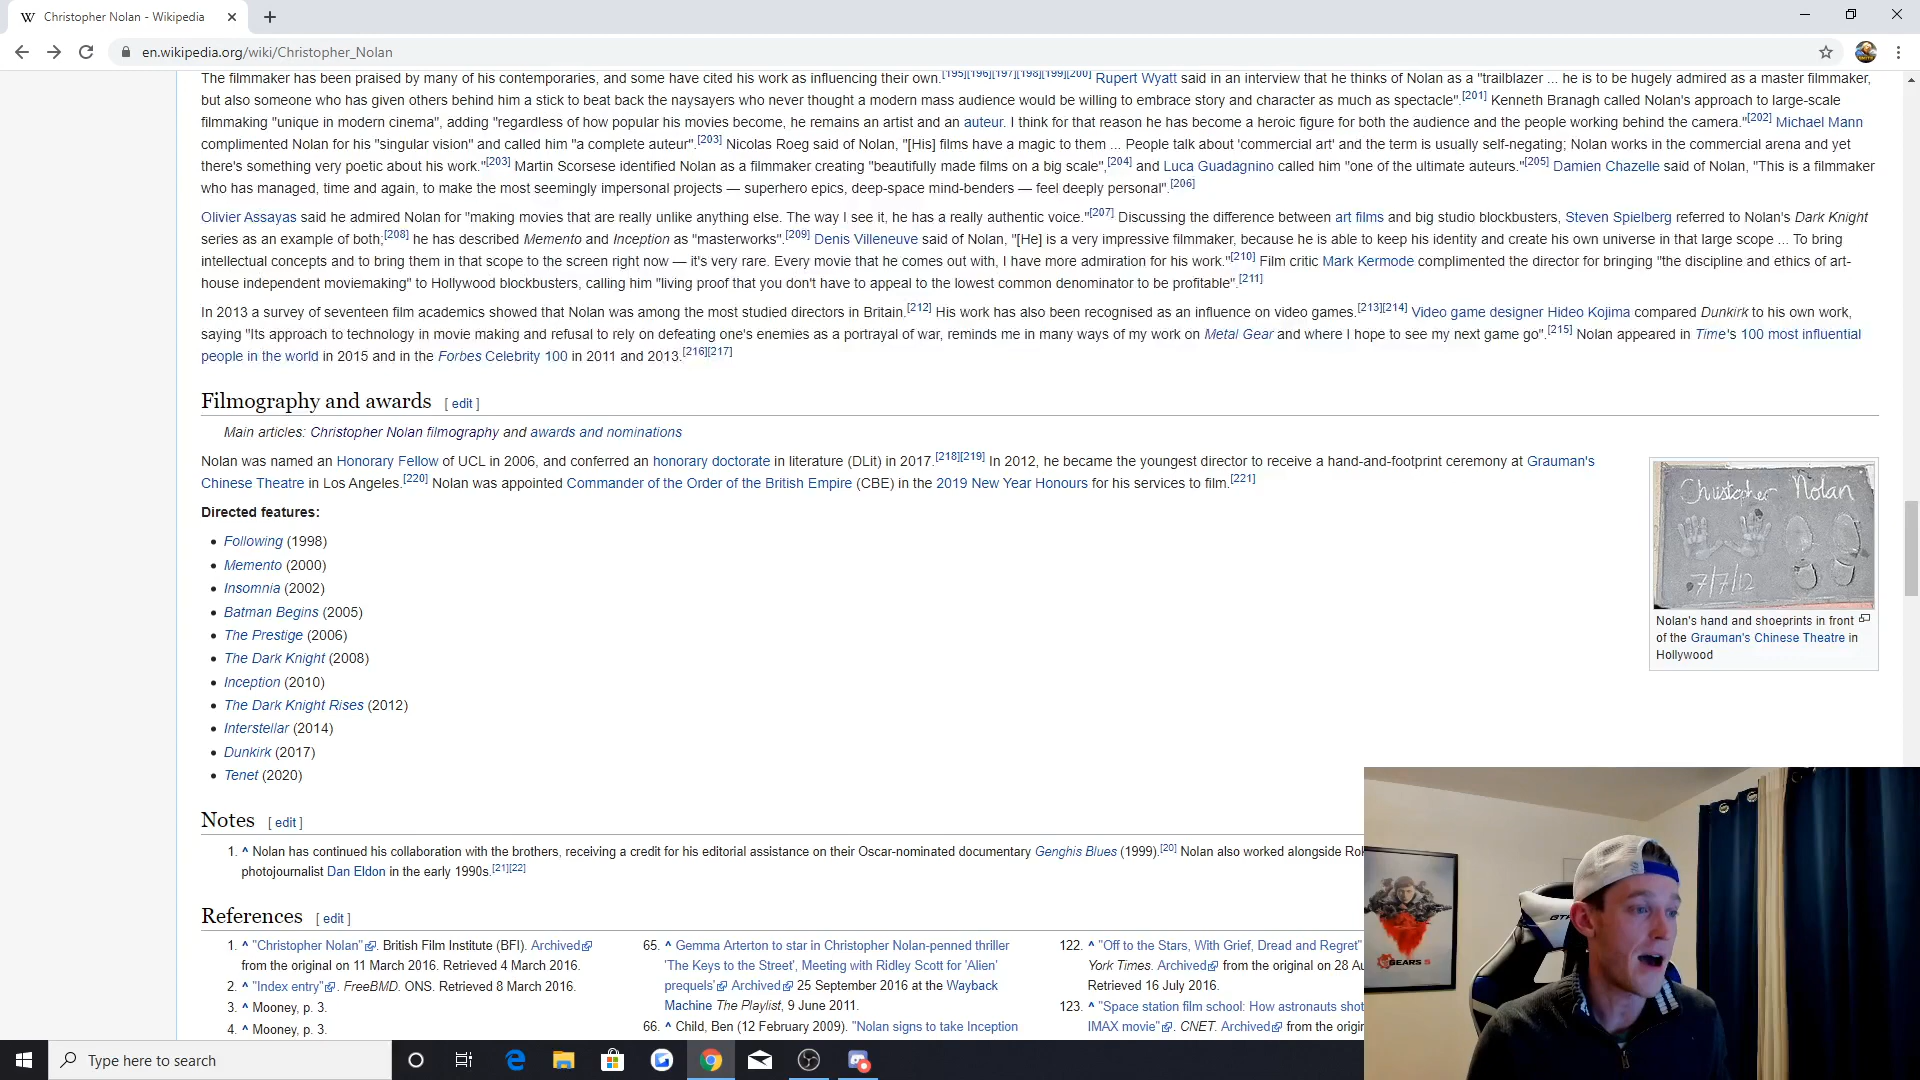 Christopher Nolan - Wikipedia
en.wikipedia.org/wiki/Christopher_Nolan
The filmmaker has been praised by many of his contemporaries, and some have cited his work as influencing their own.[195][196][197][198][199][200] Rupert Wyatt said in an interview that he thinks of Nolan as a "trailblazer ... he is to be hugely admired as a master filmmaker,
but also someone who has given others behind him a stick to beat back the naysayers who never thought a modern mass audience would be willing to embrace story and character as much as spectacle".[201] Kenneth Branagh called Nolan's approach to large-scale
filmmaking "unique in modern cinema", adding "regardless of how popular his movies become, he remains an artist and an auteur. I think for that reason he has become a heroic figure for both the audience and the people working behind the camera."[202] Michael Mann
complimented Nolan for his "singular vision" and called him "a complete auteur".[203] Nicolas Roeg said of Nolan, "[His] films have a magic to them ... People talk about 'commercial art' and the term is usually self-negating; Nolan works in the commercial arena and yet
there's something very poetic about his work."[203] Martin Scorsese identified Nolan as a filmmaker creating "beautifully made films on a big scale",[204] and Luca Guadagnino called him "one of the ultimate auteurs."[205] Damien Chazelle said of Nolan, "This is a filmmaker
who has managed, time and again, to make the most seemingly impersonal projects — superhero epics, deep-space mind-benders — feel deeply personal".[206]
Olivier Assayas said he admired Nolan for "making movies that are really unlike anything else. The way I see it, he has a really authentic voice."[207] Discussing the difference between art films and big studio blockbusters, Steven Spielberg referred to Nolan's Dark Knight
series as an example of both;[208] he has described Memento and Inception as "masterworks".[209] Denis Villeneuve said of Nolan, "[He] is a very impressive filmmaker, because he is able to keep his identity and create his own universe in that large scope ... To bring
intellectual concepts and to bring them in that scope to the screen right now — it's very rare. Every movie that he comes out with, I have more admiration for his work."[210] Film critic Mark Kermode complimented the director for bringing "the discipline and ethics of art-
house independent moviemaking" to Hollywood blockbusters, calling him "living proof that you don't have to appeal to the lowest common denominator to be profitable".[211]
In 2013 a survey of seventeen film academics showed that Nolan was among the most studied directors in Britain.[212] His work has also been recognised as an influence on video games.[213][214] Video game designer Hideo Kojima compared Dunkirk to his own work,
saying "Its approach to technology in movie making and refusal to rely on defeating one's enemies as a portrayal of war, reminds me in many ways of my work on Metal Gear and where I hope to see my next game go".[215] Nolan appeared in Time's 100 most influential
people in the world in 2015 and in the Forbes Celebrity 100 in 2011 and 2013.[216][217]
Filmography and awards [ edit ]
Main articles: Christopher Nolan filmography and awards and nominations
Nolan was named an Honorary Fellow of UCL in 2006, and conferred an honorary doctorate in literature (DLit) in 2017.[218][219] In 2012, he became the youngest director to receive a hand-and-footprint ceremony at Grauman's
Chinese Theatre in Los Angeles.[220] Nolan was appointed Commander of the Order of the British Empire (CBE) in the 2019 New Year Honours for his services to film.[221]
Directed features:
Following (1998)
Memento (2000)
Insomnia (2002)
Batman Begins (2005)
The Prestige (2006)
The Dark Knight (2008)
Inception (2010)
The Dark Knight Rises (2012)
Interstellar (2014)
Dunkirk (2017)
Tenet (2020)
Christopher Nolan
7/7/12
Nolan's hand and shoeprints in front
of the Grauman's Chinese Theatre in
Hollywood
Notes [ edit ]
1. ^ Nolan has continued his collaboration with the brothers, receiving a credit for his editorial assistance on their Oscar-nominated documentary Genghis Blues (1999).[20] Nolan also worked alongside Rok
photojournalist Dan Eldon in the early 1990s.[21][22]
References [ edit ]
1. ^ "Christopher Nolan". British Film Institute (BFI). Archived
from the original on 11 March 2016. Retrieved 4 March 2016.
2. ^ "Index entry". FreeBMD. ONS. Retrieved 8 March 2016.
3. ^ Mooney, p. 3.
4. ^ Mooney, p. 3.
65. ^ Gemma Arterton to star in Christopher Nolan-penned thriller
'The Keys to the Street', Meeting with Ridley Scott for 'Alien'
prequels' Archived 25 September 2016 at the Wayback
Machine The Playlist, 9 June 2011.
66. ^ Child, Ben (12 February 2009). "Nolan signs to take Inception
122. ^ "Off to the Stars, With Grief, Dread and Regret"
York Times. Archived from the original on 28 Au
Retrieved 16 July 2016.
123. ^ "Space station film school: How astronauts shot
IMAX movie". CNET. Archived from the origin
GEARS 5
Type here to search